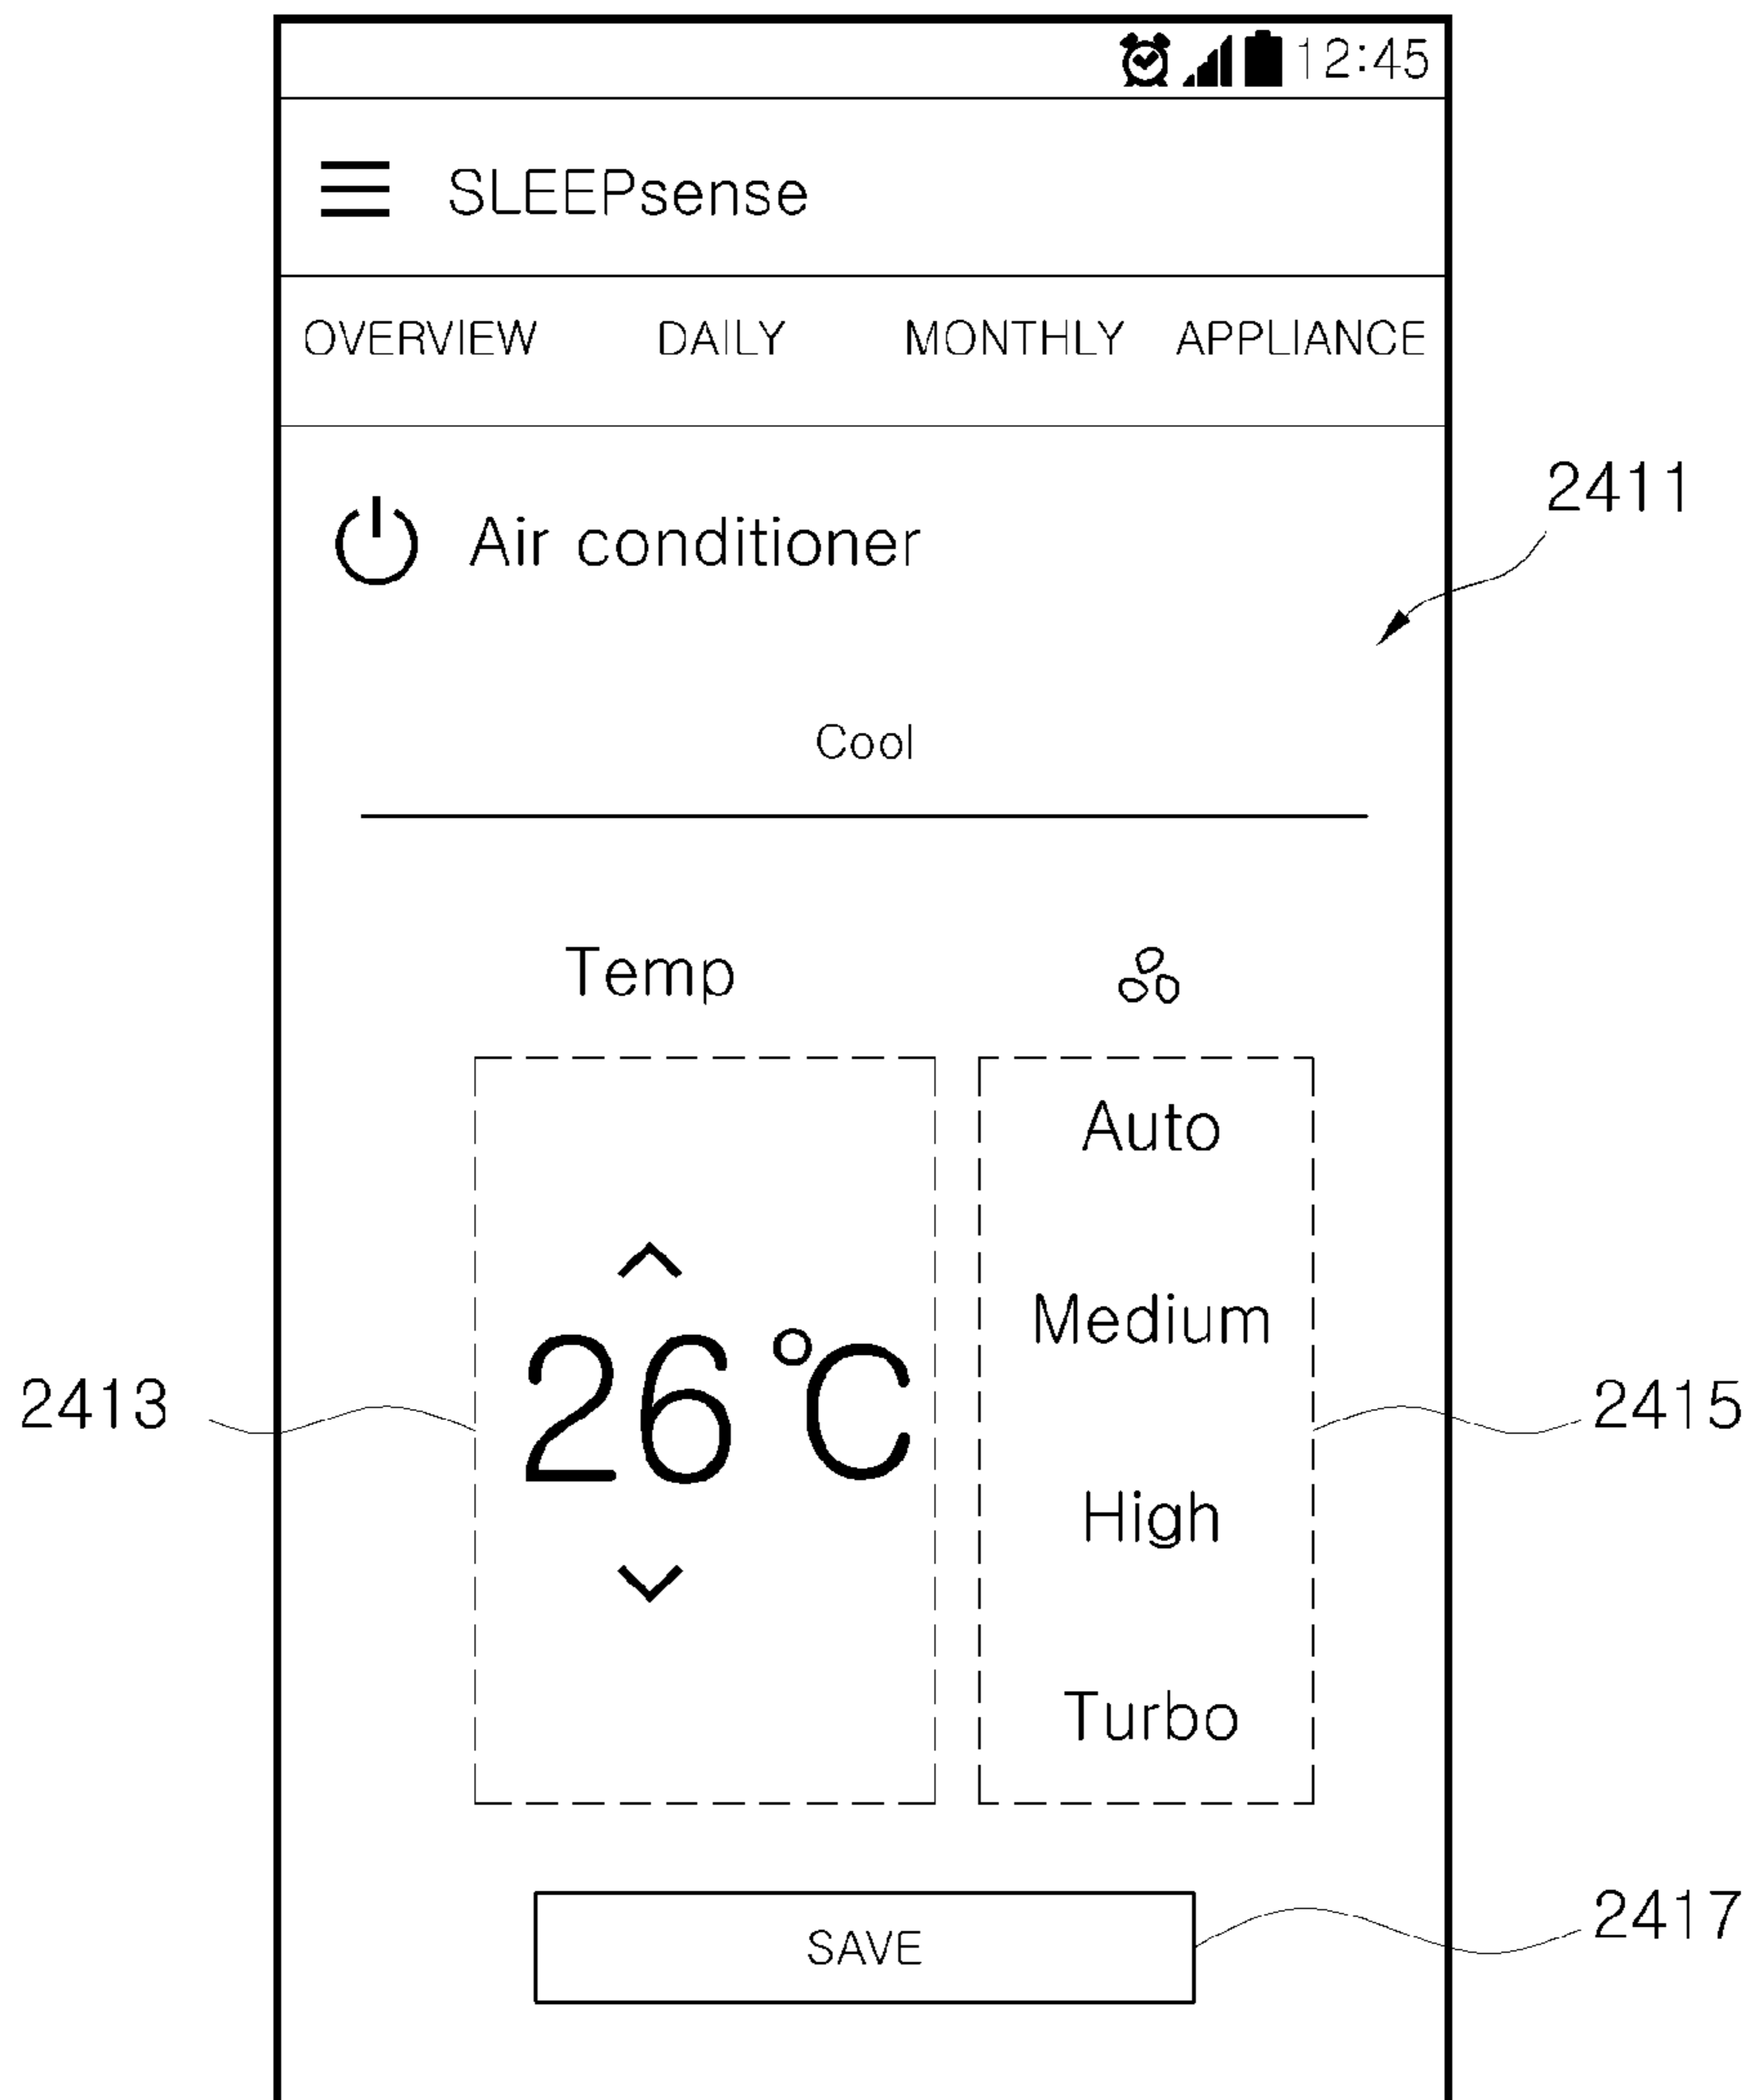 12:45
SLEEPsense
OVERVIEW DAILY MONTHLY APPLIANCE
2411
Air conditioner
Cool
Temp
Auto
Medium
26 °C
2413
2415
High
Turbo
2417
SAVE